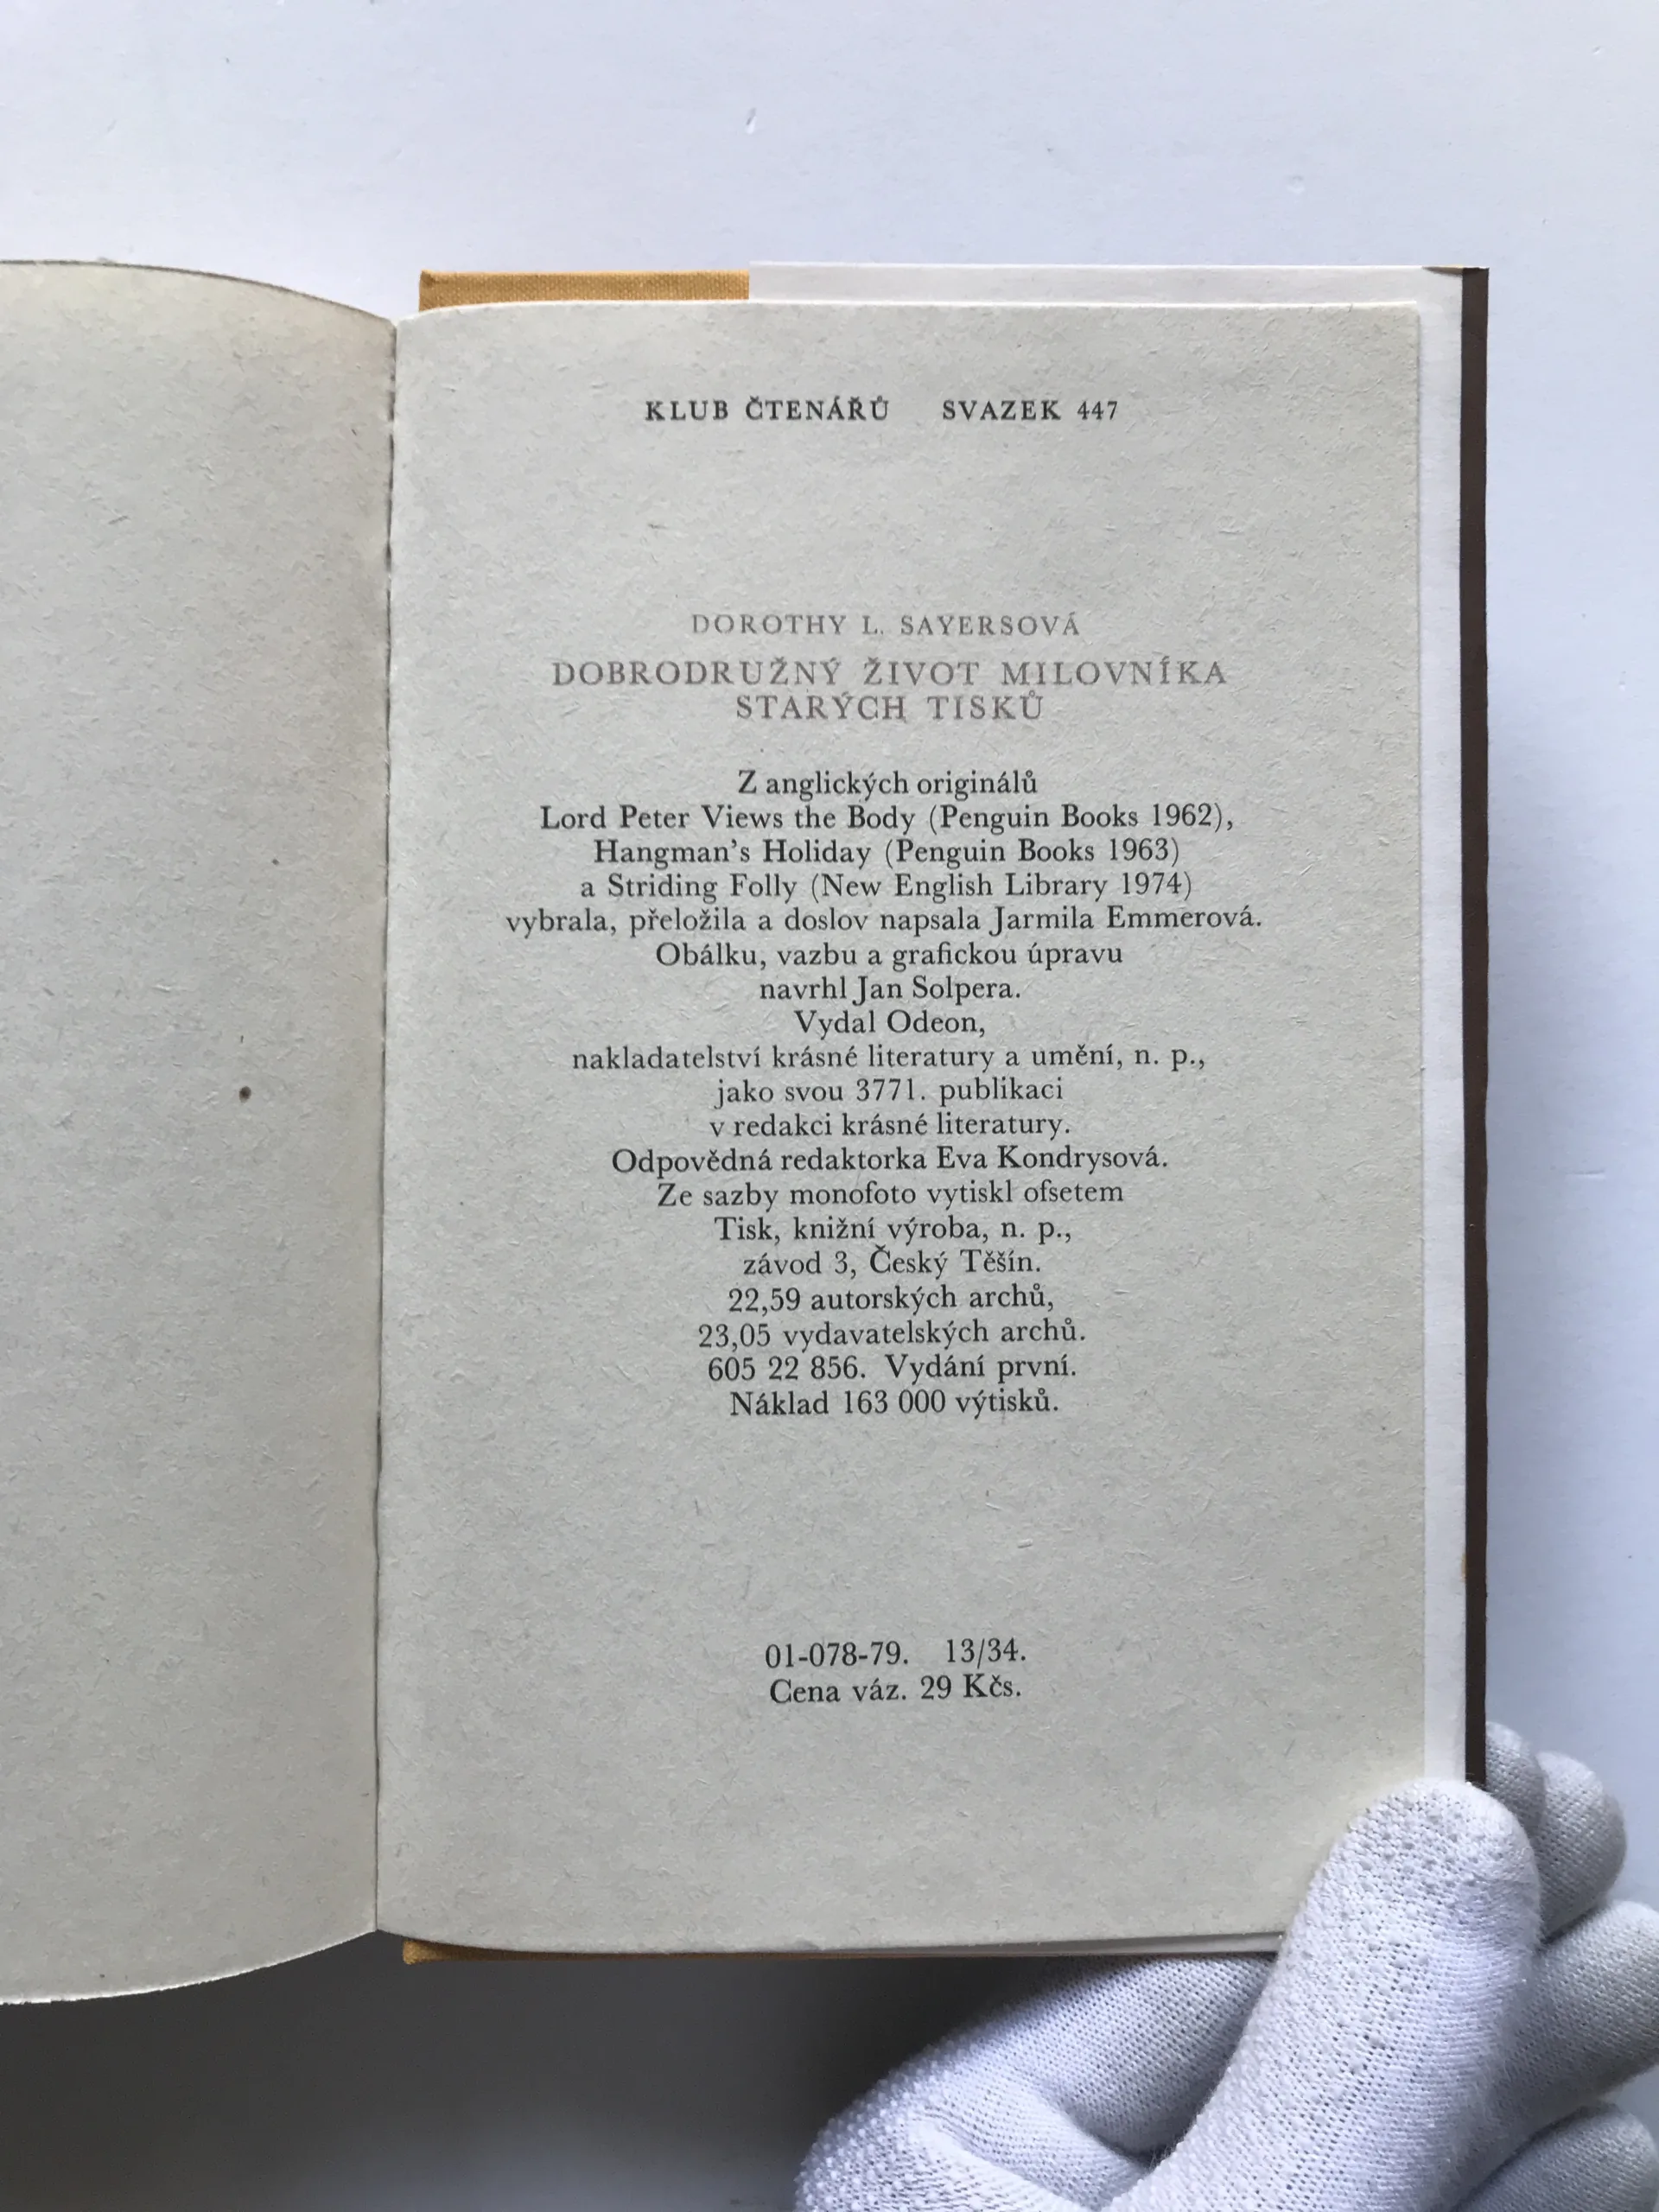 KLUB ČTENÁŘŮ SVAZEK 447
DOROTHY L. SAYERSOVÁ
DOBRODRUŽNÝ ŽIVOT MILOVNÍKA
STARÝCH TISKŮ
Z anglických originálů
Lord Peter Views the Body (Penguin Books 1962),
Hangman's Holiday (Penguin Books 1963)
a Striding Folly (New English Library 1974)
vybrala, přeložila a doslov napsala Jarmila Emmerová.
Obálku, vazbu a grafickou úpravu
navrhl Jan Solpera.
Vydal Odeon,
nakladatelství krásné literatury a umění, n. p.,
jako svou 3771. publikaci
v redakci krásné literatury.
Odpovědná redaktorka Eva Kondrysová.
Ze sazby monofoto vytiskl ofsetem
Tisk, knižní výroba, n. p.,
závod 3, Český Těšín.
22,59 autorských archů,
23,05 vydavatelských archů.
605 22 856. Vydání první.
Náklad 163 000 výtisků.
01-078-79. 13/34.
Cena váz. 29 Kčs.